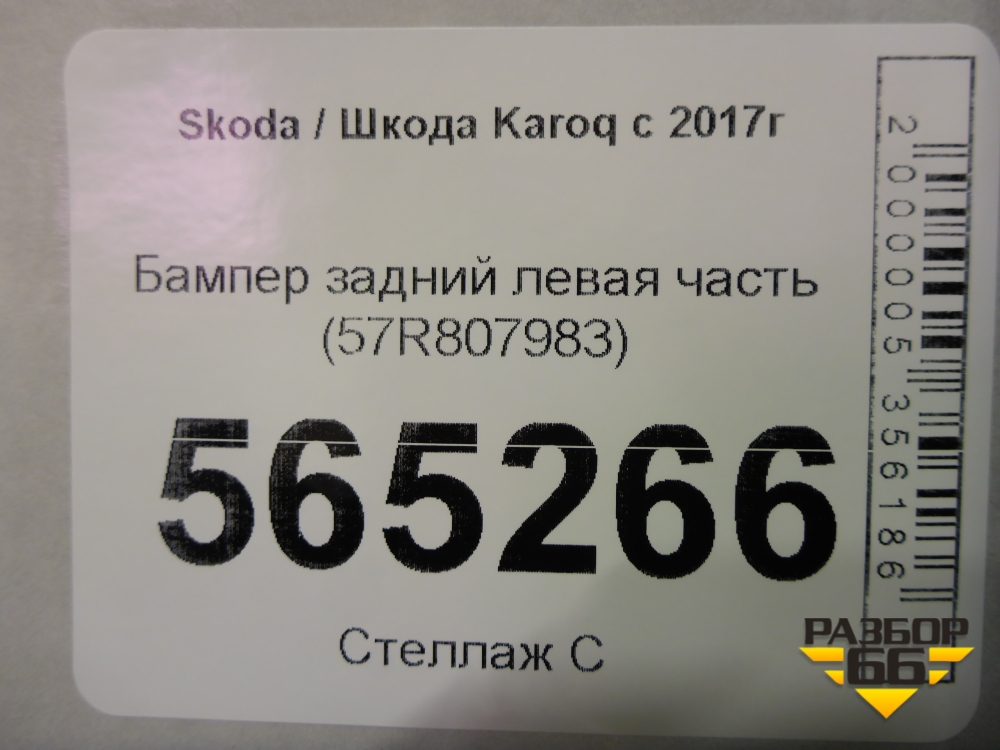 Skoda / Шкода Karoq с 2017г
Бампер задний левая часть
(57R807983)
565266
Стеллаж С
2000005356186
РАЗБОР
66